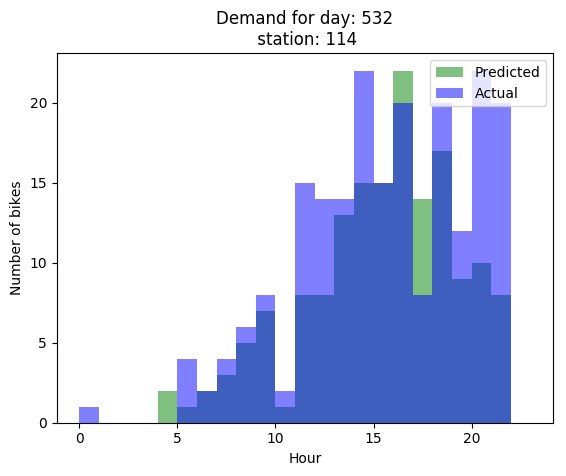 Demand for day: 532
station: 114
Predicted
Actual
Number of bikes
20
15
10
5
0
0
5
10
15
20
Hour